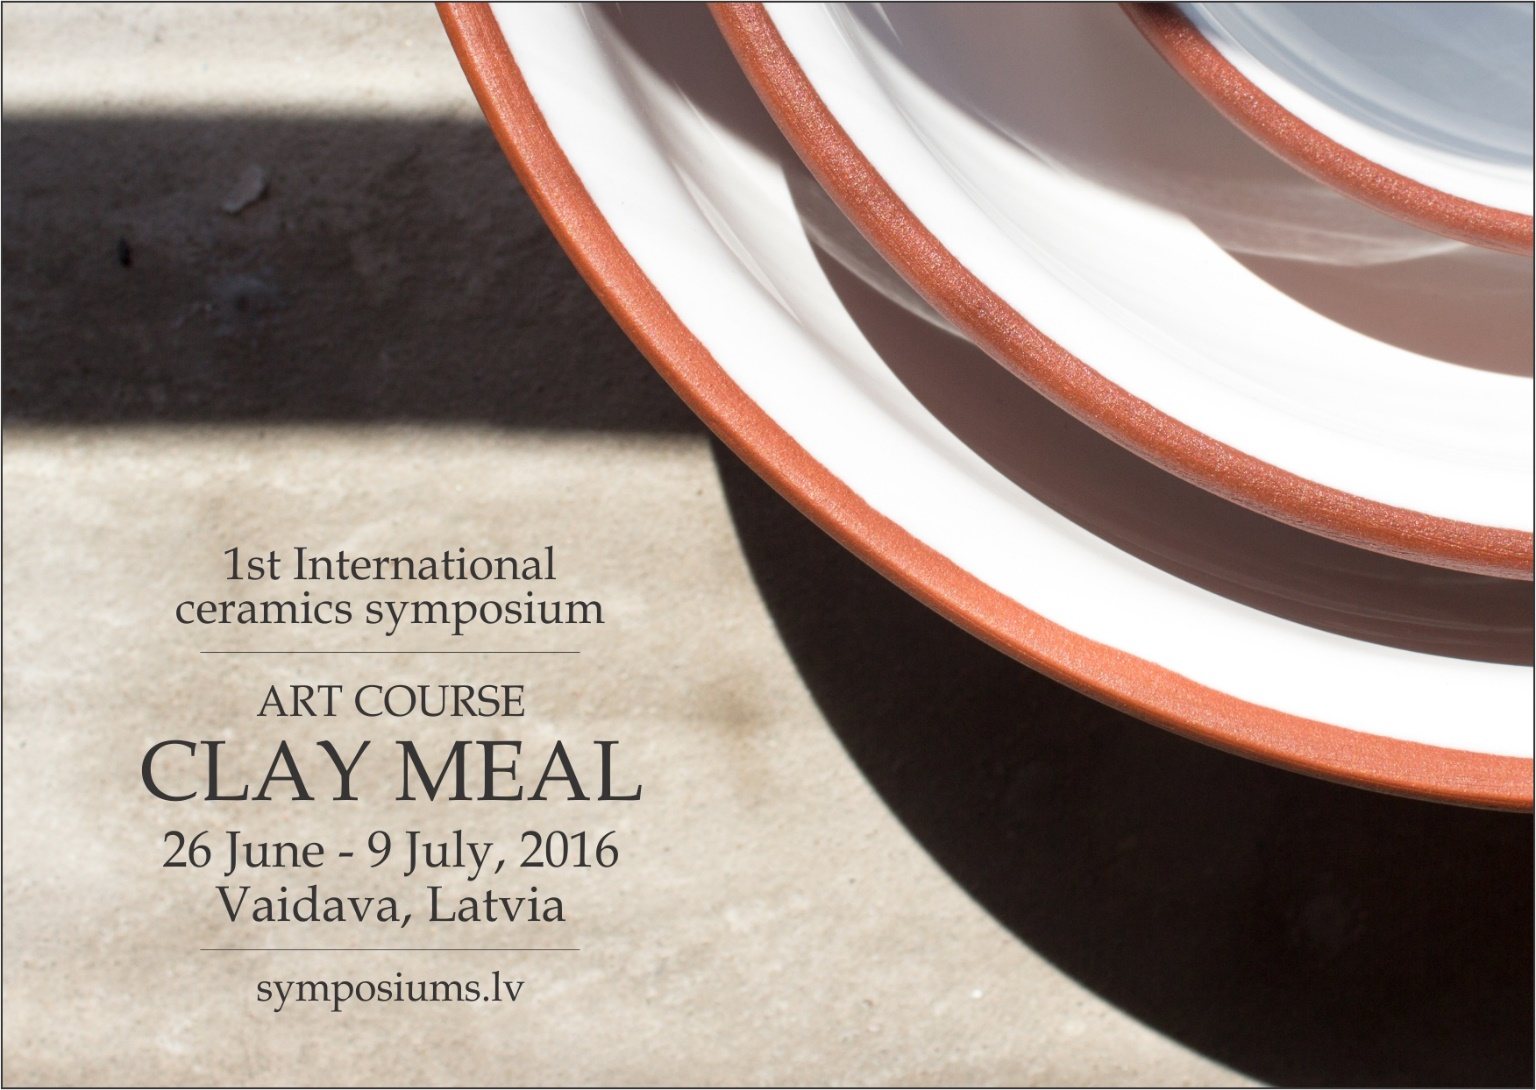 1st International
ceramics symposium
ART COURSE
CLAY MEAL
26 June - 9 July, 2016
Vaidava, Latvia
symposiums.lv